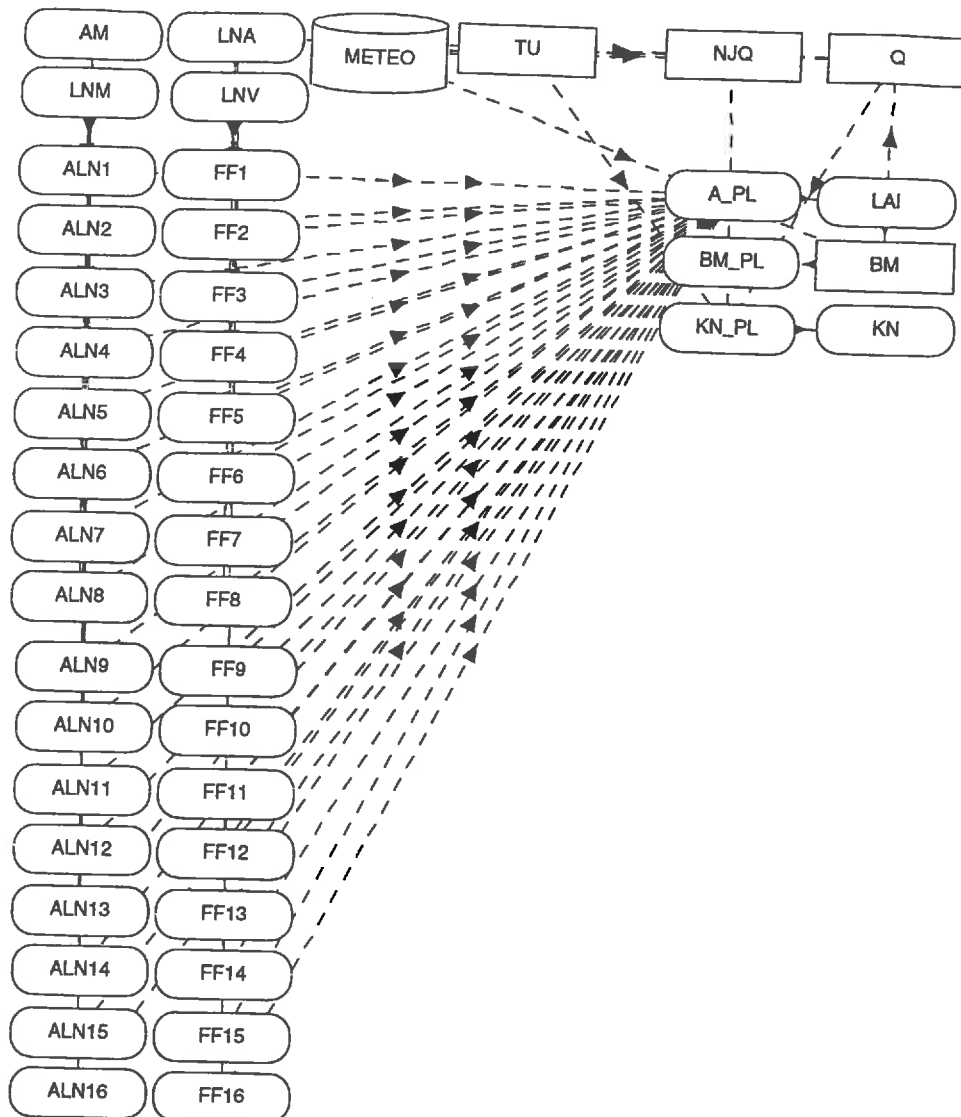 AM
LNA
METEO
TU
NJQ
Q
LNM
LNV
ALN1
FF1
A_PL
LAI
ALN2
FF2
BM_PL
BM
ALN3
FF3
KN_PL
KN
ALN4
FF4
ALN5
FF5
ALN6
FF6
ALN7
FF7
ALN8
FF8
ALN9
FF9
ALN10
FF10
ALN11
FF11
ALN12
FF12
ALN13
FF13
ALN14
FF14
ALN15
FF15
ALN16
FF16